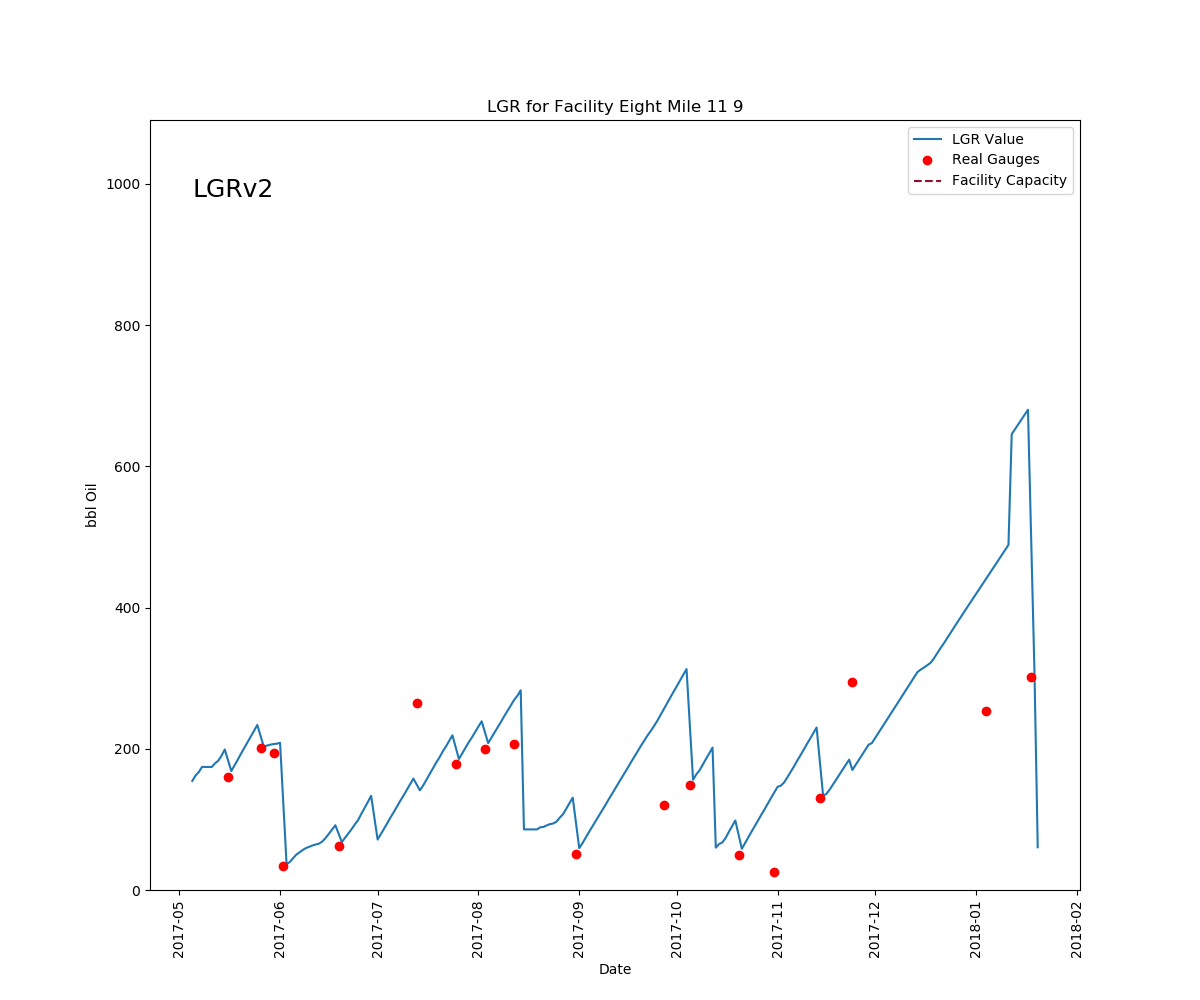 LGR for Facility Eight Mile 11 9
LGRv2
LGR Value
Real Gauges
Facility Capacity
bbl Oil
1000
800
600
400
200
0
2017-05
2017-06
2017-07
2017-08
2017-09
2017-10
2017-11
2017-12
2018-01
2018-02
Date